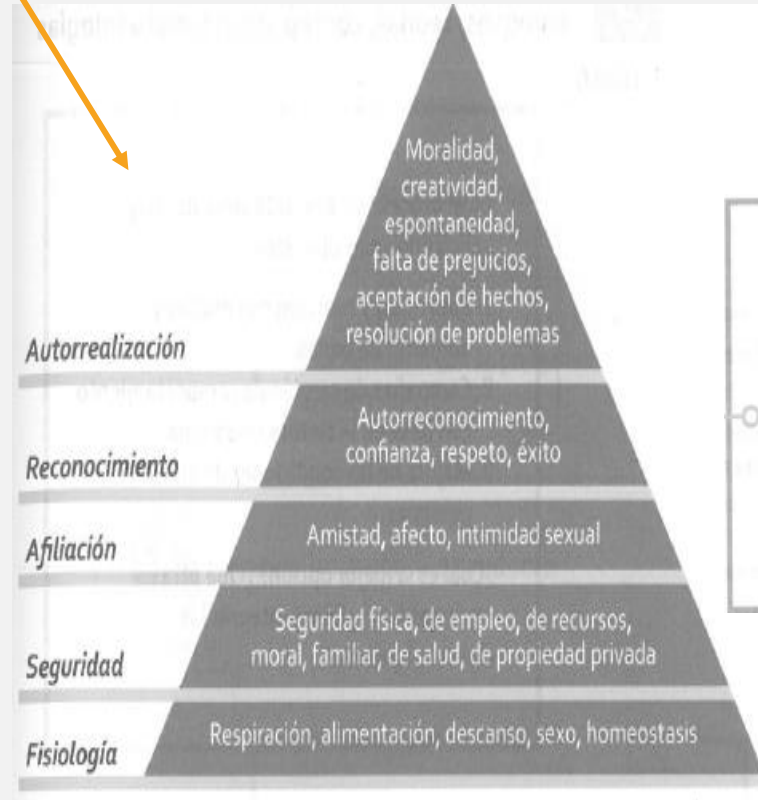 Moralidad,
creatividad,
espontaneidad,
falta de prejuicios,
aceptación de hechos,
resolución de problemas
Autorrealización
Autorreconocimiento,
confianza, respeto, éxito
Reconocimiento
Amistad, afecto, intimidad sexual
Afiliación
Seguridad física, de empleo, de recursos,
moral, familiar, de salud, de propiedad privada
Seguridad
Respiración, alimentación, descanso, sexo, homeostasis
Fisiología